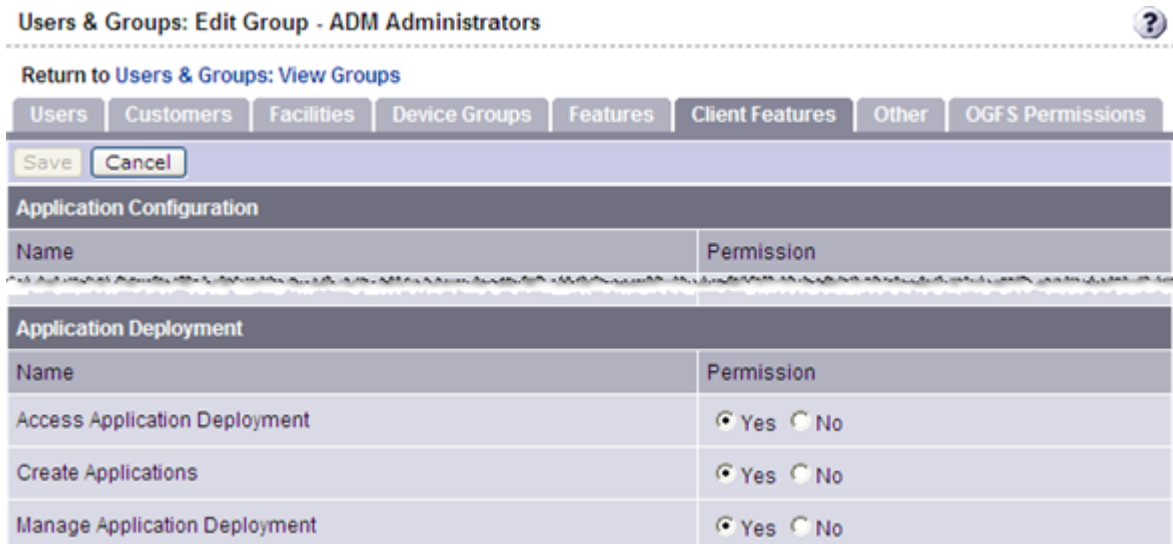 Users & Groups: Edit Group - ADM Administrators ?
Return to Users & Groups: View Groups
Users Customers Facilities Device Groups Features Client Features Other OGFS Permissions
Save Cancel
Application Configuration
Name Permission
Application Deployment
Name Permission
Access Application Deployment Yes No
Create Applications Yes No
Manage Application Deployment Yes No